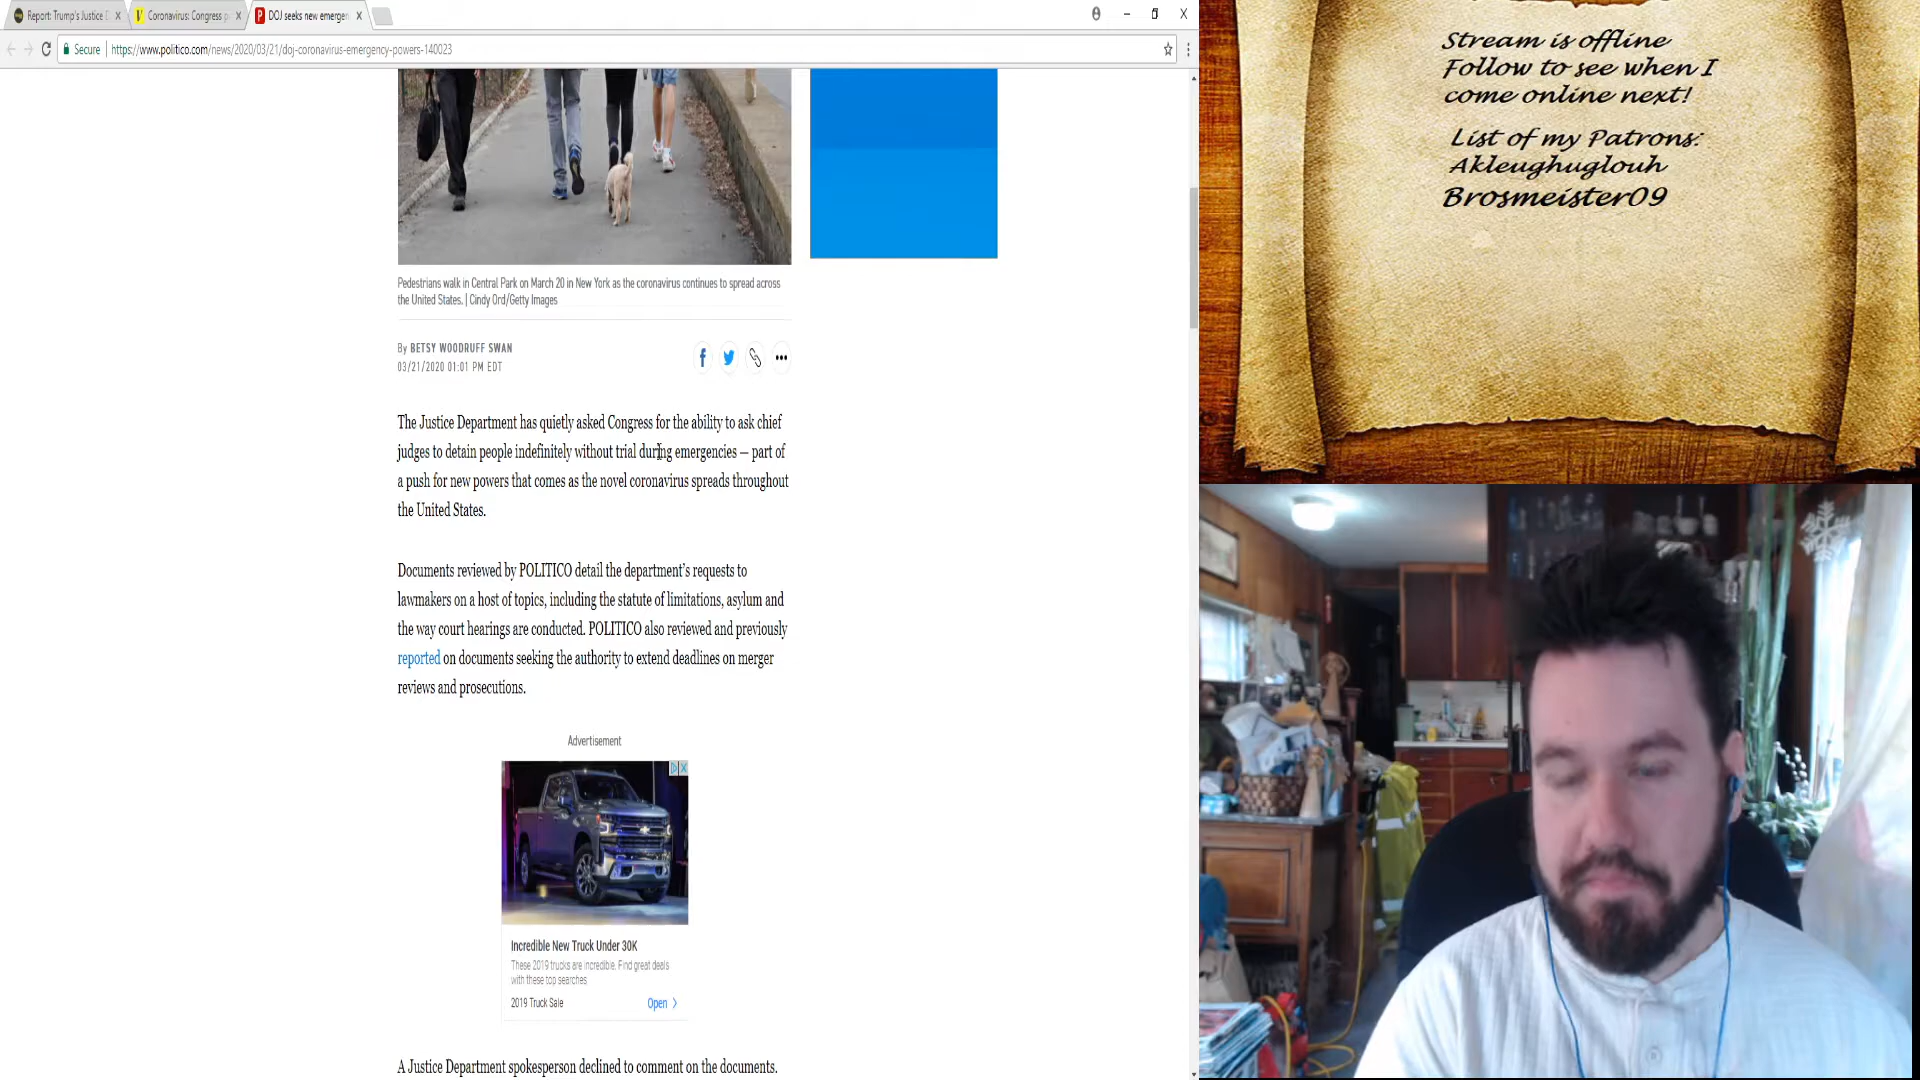 Report: Trump's Justice D
Coronavirus: Congress p
DOJ seeks new emergen
Secure
https://www.politico.com/news/2020/03/21/doj-coronavirus-emergency-powers-140023
Pedestrians walk in Central Park on March 20 in New York as the coronavirus continues to spread across
the United States. | Cindy Ord/Getty Images
By BETSY WOODRUFF SWAN
03/21/2020 01:01 PM EDT
The Justice Department has quietly asked Congress for the ability to ask chief
judges to detain people indefinitely without trial during emergencies — part of
a push for new powers that comes as the novel coronavirus spreads throughout
the United States.
Documents reviewed by POLITICO detail the department's requests to
lawmakers on a host of topics, including the statute of limitations, asylum and
the way court hearings are conducted. POLITICO also reviewed and previously
reported on documents seeking the authority to extend deadlines on merger
reviews and prosecutions.
Advertisement
Incredible New Truck Under 30K
These 2019 trucks are incredible. Find great deals
with these top searches
2019 Truck Sale
Open >
A Justice Department spokesperson declined to comment on the documents.
Stream is offline
Follow to see when I
come online next!
List of my Patrons:
Akleughuglouh
Brosmeister09